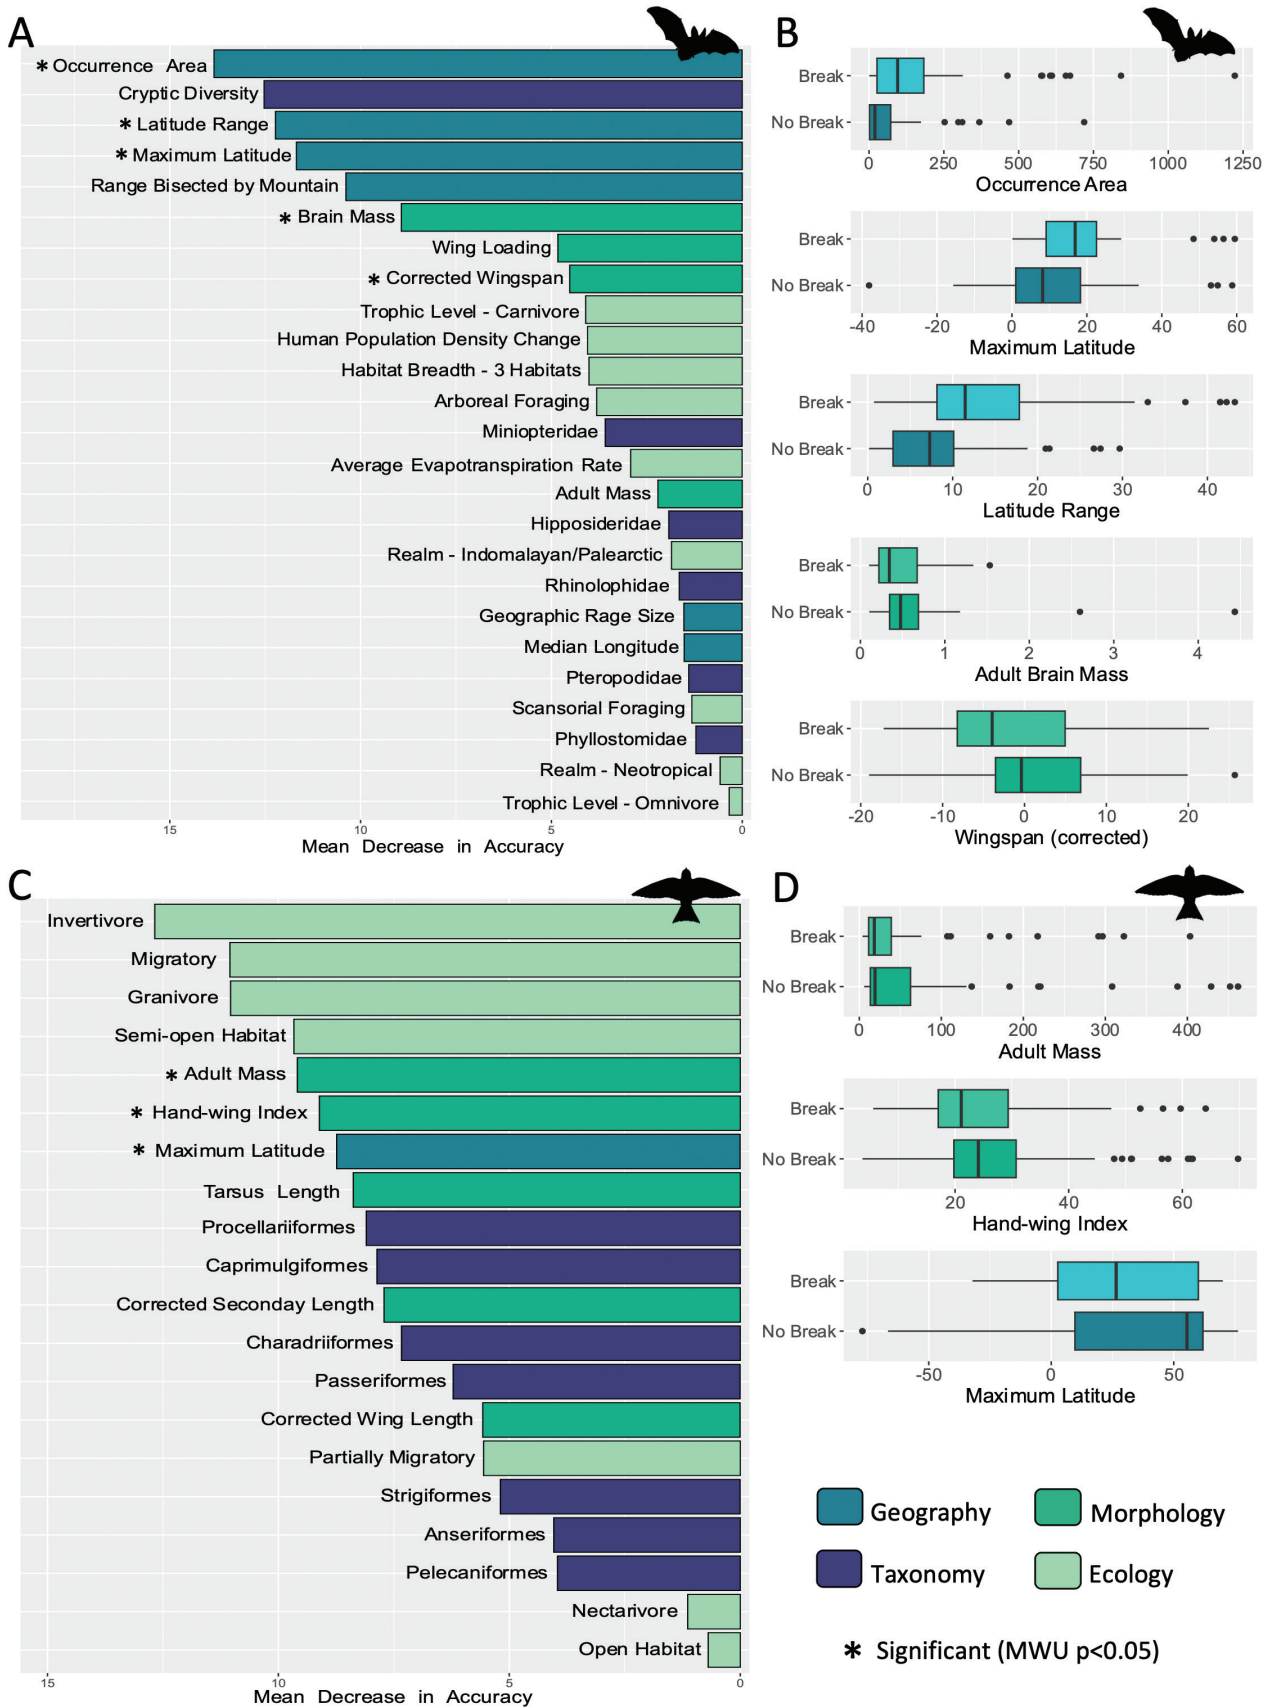 A
* Occurrence Area
Cryptic Diversity
* Latitude Range
* Maximum Latitude
Range Bisected by Mountain
* Brain Mass
Wing Loading
* Corrected Wingspan
Trophic Level - Carnivore
Human Population Density Change
Habitat Breadth - 3 Habitats
Arboreal Foraging
Miniopteridae
Average Evapotranspiration Rate
Adult Mass
Hipposideridae
Realm - Indomalayan/Palearctic
Rhinolophidae
Geographic Rage Size
Median Longitude
Pteropodidae
Scansorial Foraging
Phyllostomidae
Realm - Neotropical
Trophic Level - Omnivore
15 10 5 0
Mean Decrease in Accuracy
B
Break
No Break
0 250 500 750 1000 1250
Occurrence Area
Break
No Break
-40 -20 0 20 40 60
Maximum Latitude
Break
No Break
0 10 20 30 40
Latitude Range
Break
No Break
0 1 2 3 4
Adult Brain Mass
Break
No Break
-20 -10 0 10 20
Wingspan (corrected)
C
Invertivore
Migratory
Granivore
Semi-open Habitat
* Adult Mass
* Hand-wing Index
* Maximum Latitude
Tarsus Length
Procellariiformes
Caprimulgiformes
Corrected Seconday Length
Charadriiformes
Passeriformes
Corrected Wing Length
Partially Migratory
Strigiformes
Anseriformes
Pelecaniformes
Nectarivore
Open Habitat
15 10 5 0
Mean Decrease in Accuracy
D
Break
No Break
0 100 200 300 400
Adult Mass
Break
No Break
20 40 60
Hand-wing Index
Break
No Break
-50 0 50
Maximum Latitude
Geography Morphology
Taxonomy Ecology
* Significant (MWU p<0.05)